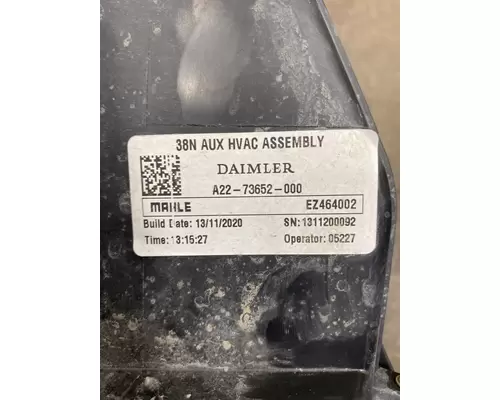 38N AUX HVAC ASSEMBLY
DAIMLER
A22-73652-000
MAHLE EZ464002
Build Date: 13/11/2020 SN:1311200092
Time:13:15:27 Operator: 05227